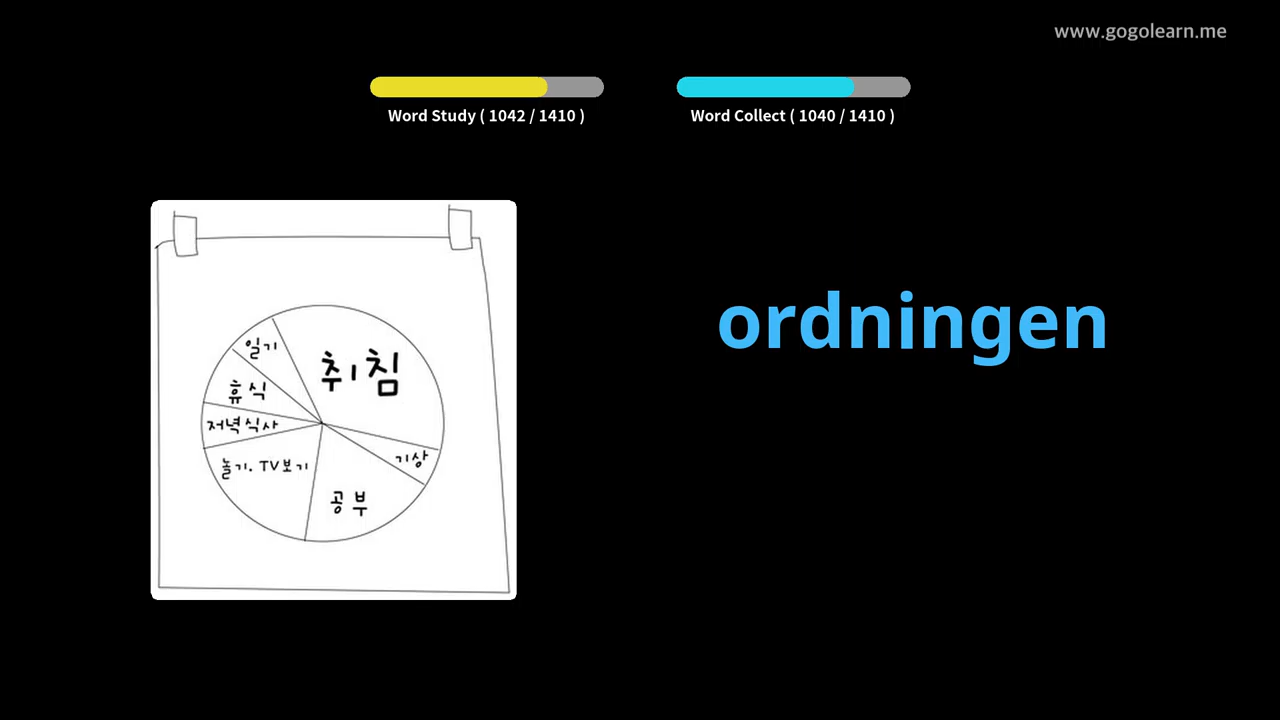 www.gogolearn.me
Word Study ( 1042 / 1410 )
Word Collect ( 1040 / 1410 )
ordningen
일기
취침
휴식
저녁식사
놀기. TV보기
기상
공부